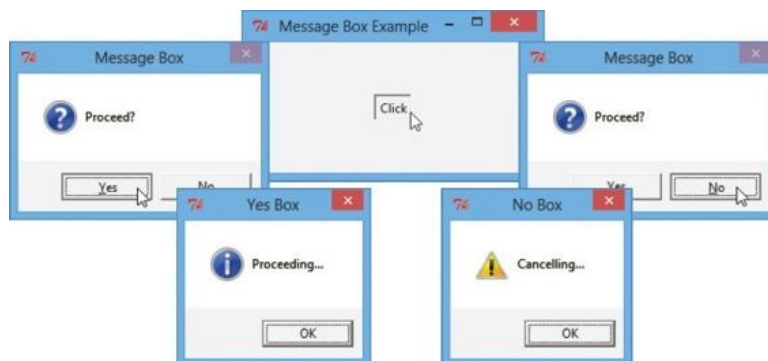 Message Box Example
Click
Message Box
Proceed?
Yes
No
Message Box
Proceed?
Yes
No
Yes Box
Proceeding...
OK
No Box
Cancelling...
OK